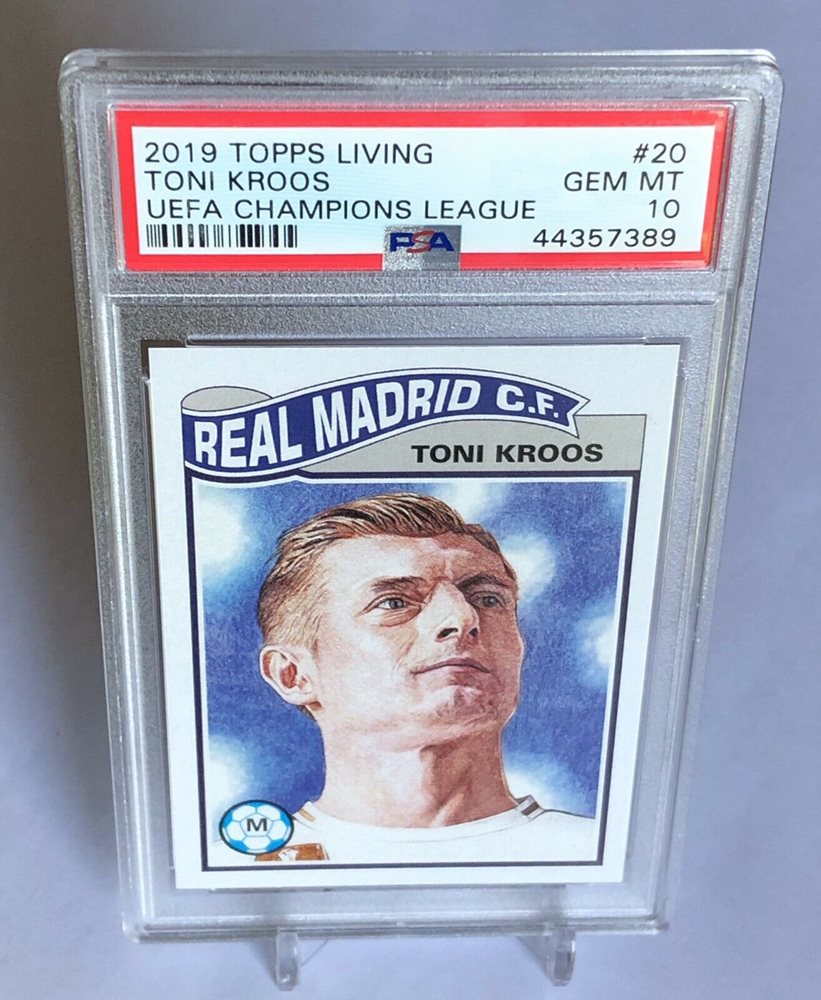 2019 TOPPS LIVING #20
TONI KROOS GEM MT
UEFA CHAMPIONS LEAGUE 10
PSA 44357389
REAL MADRID C.F.
TONI KROOS
M